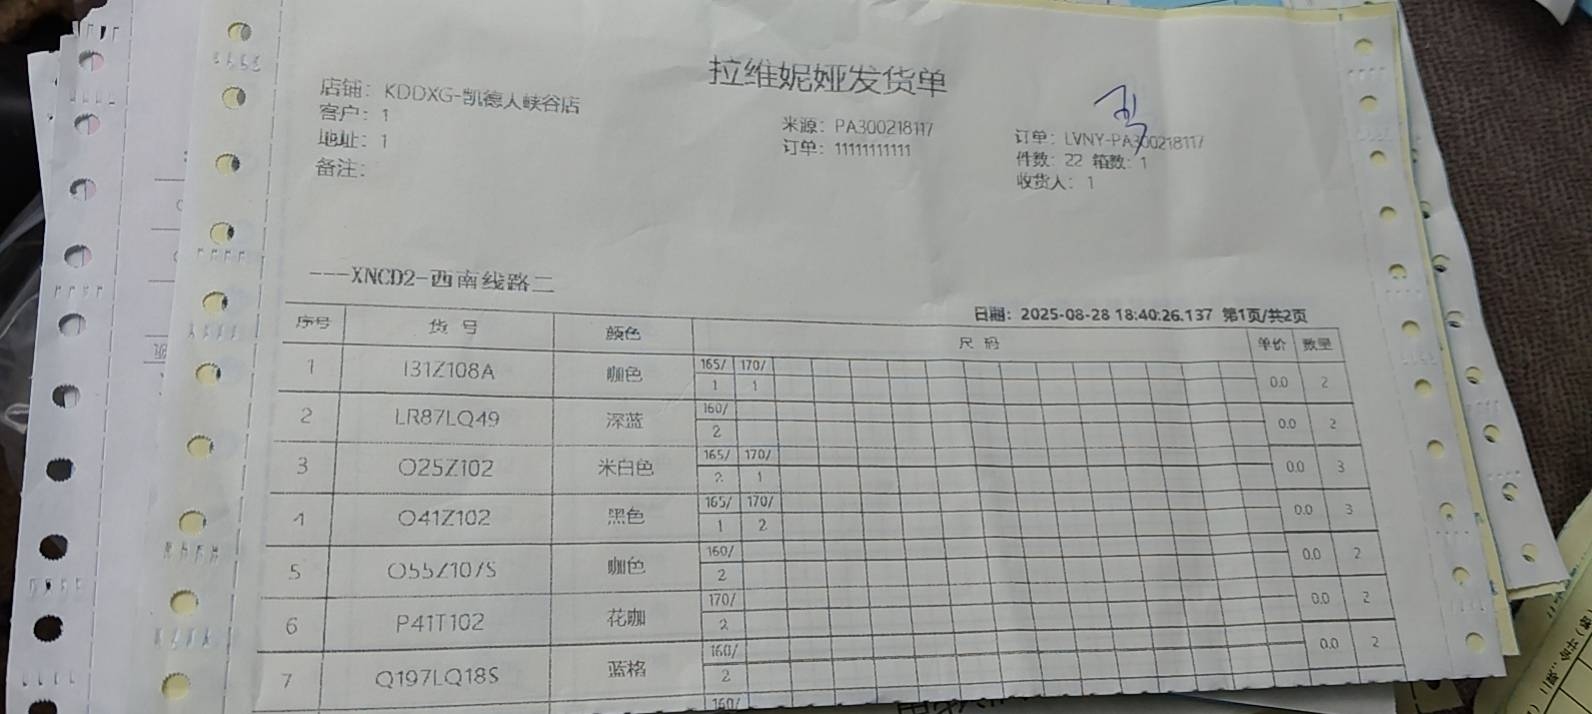 拉维妮娅发货单
店铺：KDDXG-凯德人峡谷店
客户：1
地址：1
备注：
来源：PA300218117
订单：11111111111
订单：LVNY-PA300218117
件数：22 箱数：1
收货人：1
---XNCD2-西南线路二
日期：2025-08-28 18:40:26.137 第1页/共2页
序号 货号 颜色 尺码 单价 数量
1 I31Z108A 咖色 165/ 170/ 0.0 2
1 1
2 LR87LQ49 深蓝 160/ 0.0 2
2
3 O25Z102 米白色 165/ 170/ 0.0 3
2 1
4 O41Z102 黑色 165/ 170/ 0.0 3
1 2
5 O55Z107S 咖色 160/ 0.0 2
2
6 P41T102 花咖 170/ 0.0 2
2
7 Q197LQ18S 蓝格 160/ 0.0 2
2
160/